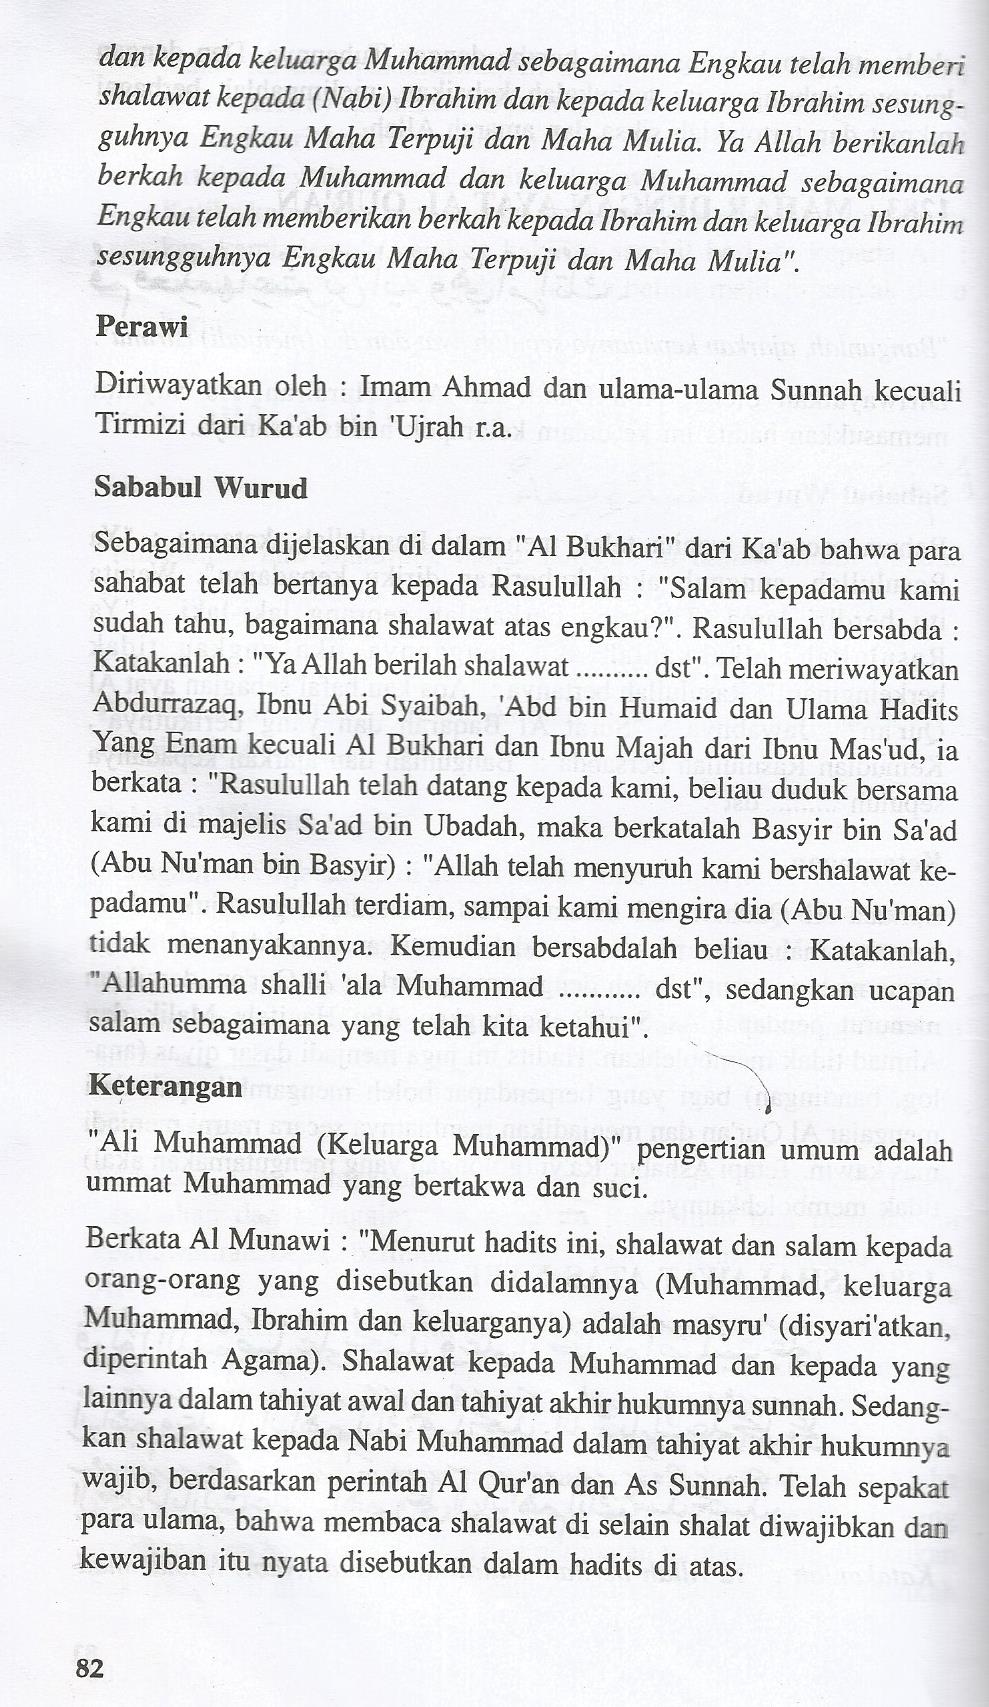 dan kepada keluarga Muhammad sebagaimana Engkau telah memberi
shalawat kepada (Nabi) Ibrahim dan kepada keluarga Ibrahim sesung-
guhnya Engkau Maha Terpuji dan Maha Mulia. Ya Allah berikanlah
berkah kepada Muhammad dan keluarga Muhammad sebagaimana
Engkau telah memberikan berkah kepada Ibrahim dan keluarga Ibrahim
sesungguhnya Engkau Maha Terpuji dan Maha Mulia".
Perawi
Diriwayatkan oleh : Imam Ahmad dan ulama-ulama Sunnah kecuali
Tirmizi dari Ka'ab bin 'Ujrah r.a.
Sababul Wurud
Sebagaimana dijelaskan di dalam "Al Bukhari" dari Ka'ab bahwa para
sahabat telah bertanya kepada Rasulullah : "Salam kepadamu kami
sudah tahu, bagaimana shalawat atas engkau?". Rasulullah bersabda :
Katakanlah : "Ya Allah berilah shalawat .......... dst". Telah meriwayatkan
Abdurrazaq, Ibnu Abi Syaibah, 'Abd bin Humaid dan Ulama Hadits
Yang Enam kecuali Al Bukhari dan Ibnu Majah dari Ibnu Mas'ud, ia
berkata : "Rasulullah telah datang kepada kami, beliau duduk bersama
kami di majelis Sa'ad bin Ubadah, maka berkatalah Basyir bin Sa'ad
(Abu Nu'man bin Basyir) : "Allah telah menyuruh kami bershalawat ke-
padamu". Rasulullah terdiam, sampai kami mengira dia (Abu Nu'man)
tidak menanyakannya. Kemudian bersabdalah beliau : Katakanlah,
"Allahumma shalli 'ala Muhammad ........... dst", sedangkan ucapan
salam sebagaimana yang telah kita ketahui".
Keterangan
"Ali Muhammad (Keluarga Muhammad)" pengertian umum adalah
ummat Muhammad yang bertakwa dan suci.
Berkata Al Munawi : "Menurut hadits ini, shalawat dan salam kepada
orang-orang yang disebutkan didalamnya (Muhammad, keluarga
Muhammad, Ibrahim dan keluarganya) adalah masyru' (disyari'atkan,
diperintah Agama). Shalawat kepada Muhammad dan kepada yang
lainnya dalam tahiyat awal dan tahiyat akhir hukumnya sunnah. Sedang-
kan shalawat kepada Nabi Muhammad dalam tahiyat akhir hukumnya
wajib, berdasarkan perintah Al Qur'an dan As Sunnah. Telah sepakat
para ulama, bahwa membaca shalawat di selain shalat diwajibkan dan
kewajiban itu nyata disebutkan dalam hadits di atas.
82